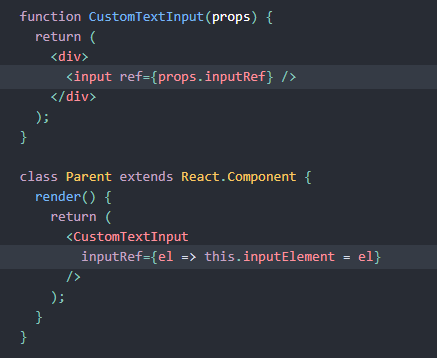 function CustomTextInput(props) {
  return (
    <div>
      <input ref={props.inputRef} />
    </div>
  );
}

class Parent extends React.Component {
  render() {
    return (
      <CustomTextInput
        inputRef={el => this.inputElement = el}
      />
    );
  }
}